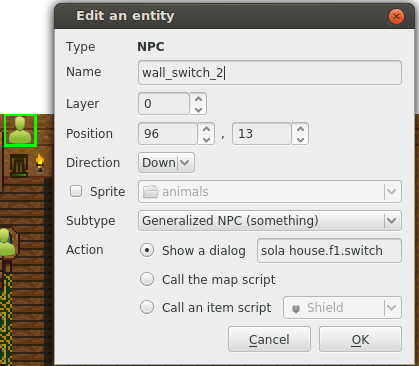 Edit an entity
Type NPC
Name wall_switch_2
Layer 0
Position 96 , 13
Direction Down
Sprite animals
Subtype Generalized NPC (something)
Action Show a dialog sola house.f1.switch
Call the map script
Call an item script Shield
Cancel OK